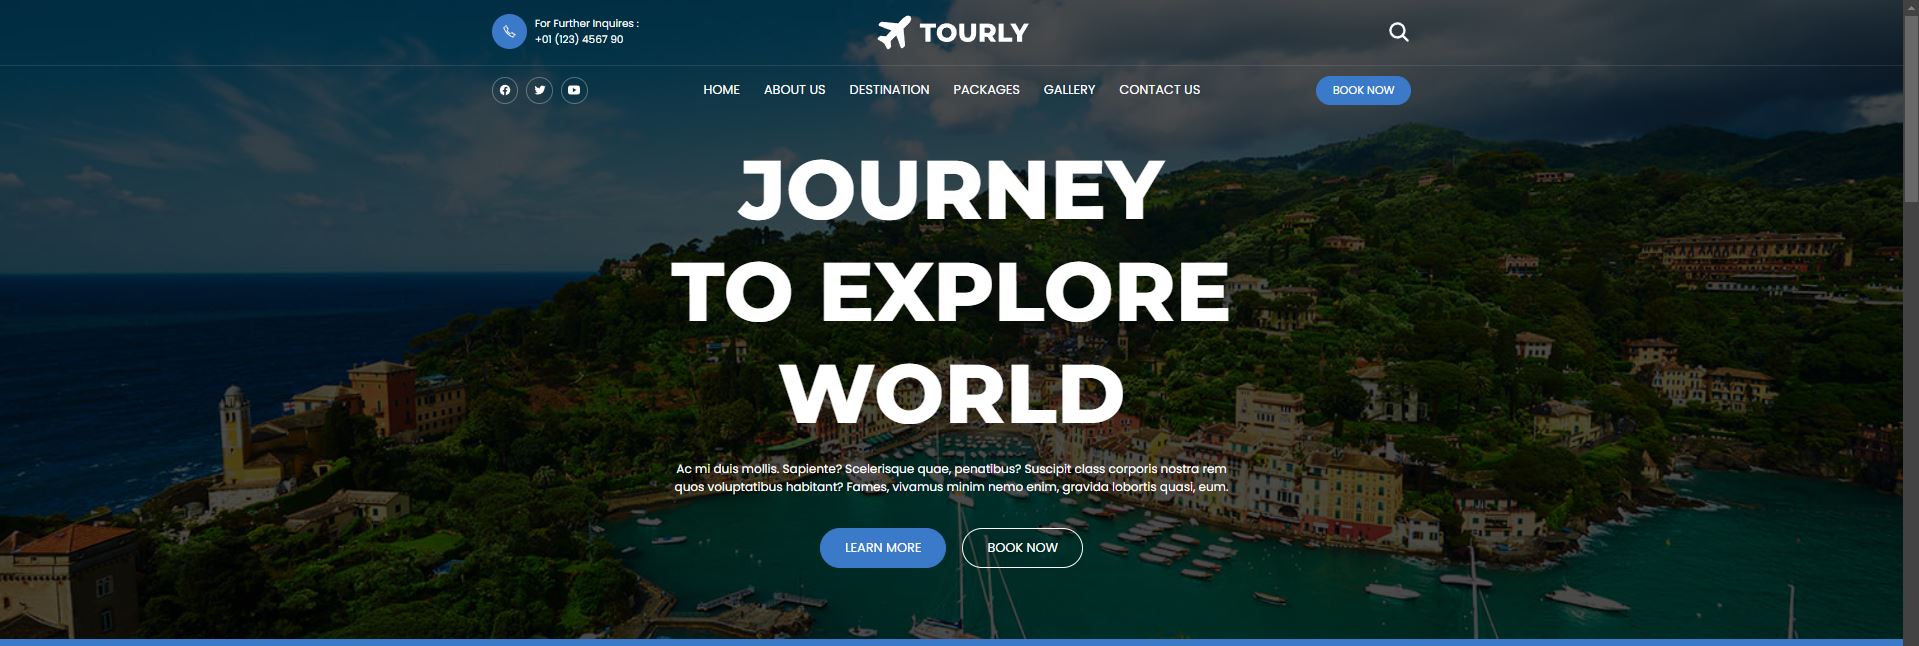 For Further Inquires :
+01 (123) 4567 90
TOURLY
HOME ABOUT US DESTINATION PACKAGES GALLERY CONTACT US
BOOK NOW
JOURNEY
TO EXPLORE
WORLD
Ac mi duis mollis. Sapiente? Scelerisque quae, penatibus? Suscipit class corporis nostra rem
quos voluptatibus habitant? Fames, vivamus minim nemo enim, gravida lobortis quasi, eum.
LEARN MORE BOOK NOW